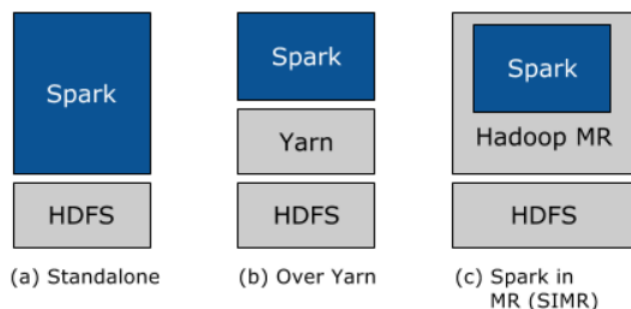 Spark
HDFS
(a) Standalone
Spark
Yarn
HDFS
(b) Over Yarn
Spark
Hadoop MR
HDFS
(c) Spark in
MR (SIMR)